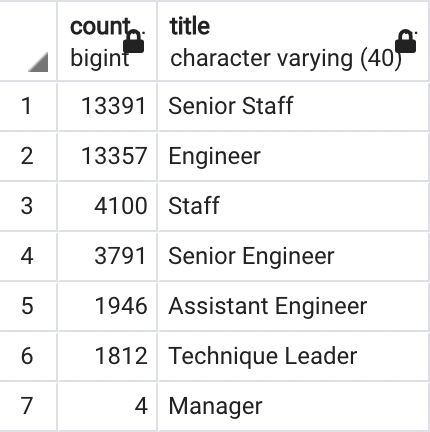 count title
bigint character varying (40)
1 13391 Senior Staff
2 13357 Engineer
3 4100 Staff
4 3791 Senior Engineer
5 1946 Assistant Engineer
6 1812 Technique Leader
7 4 Manager